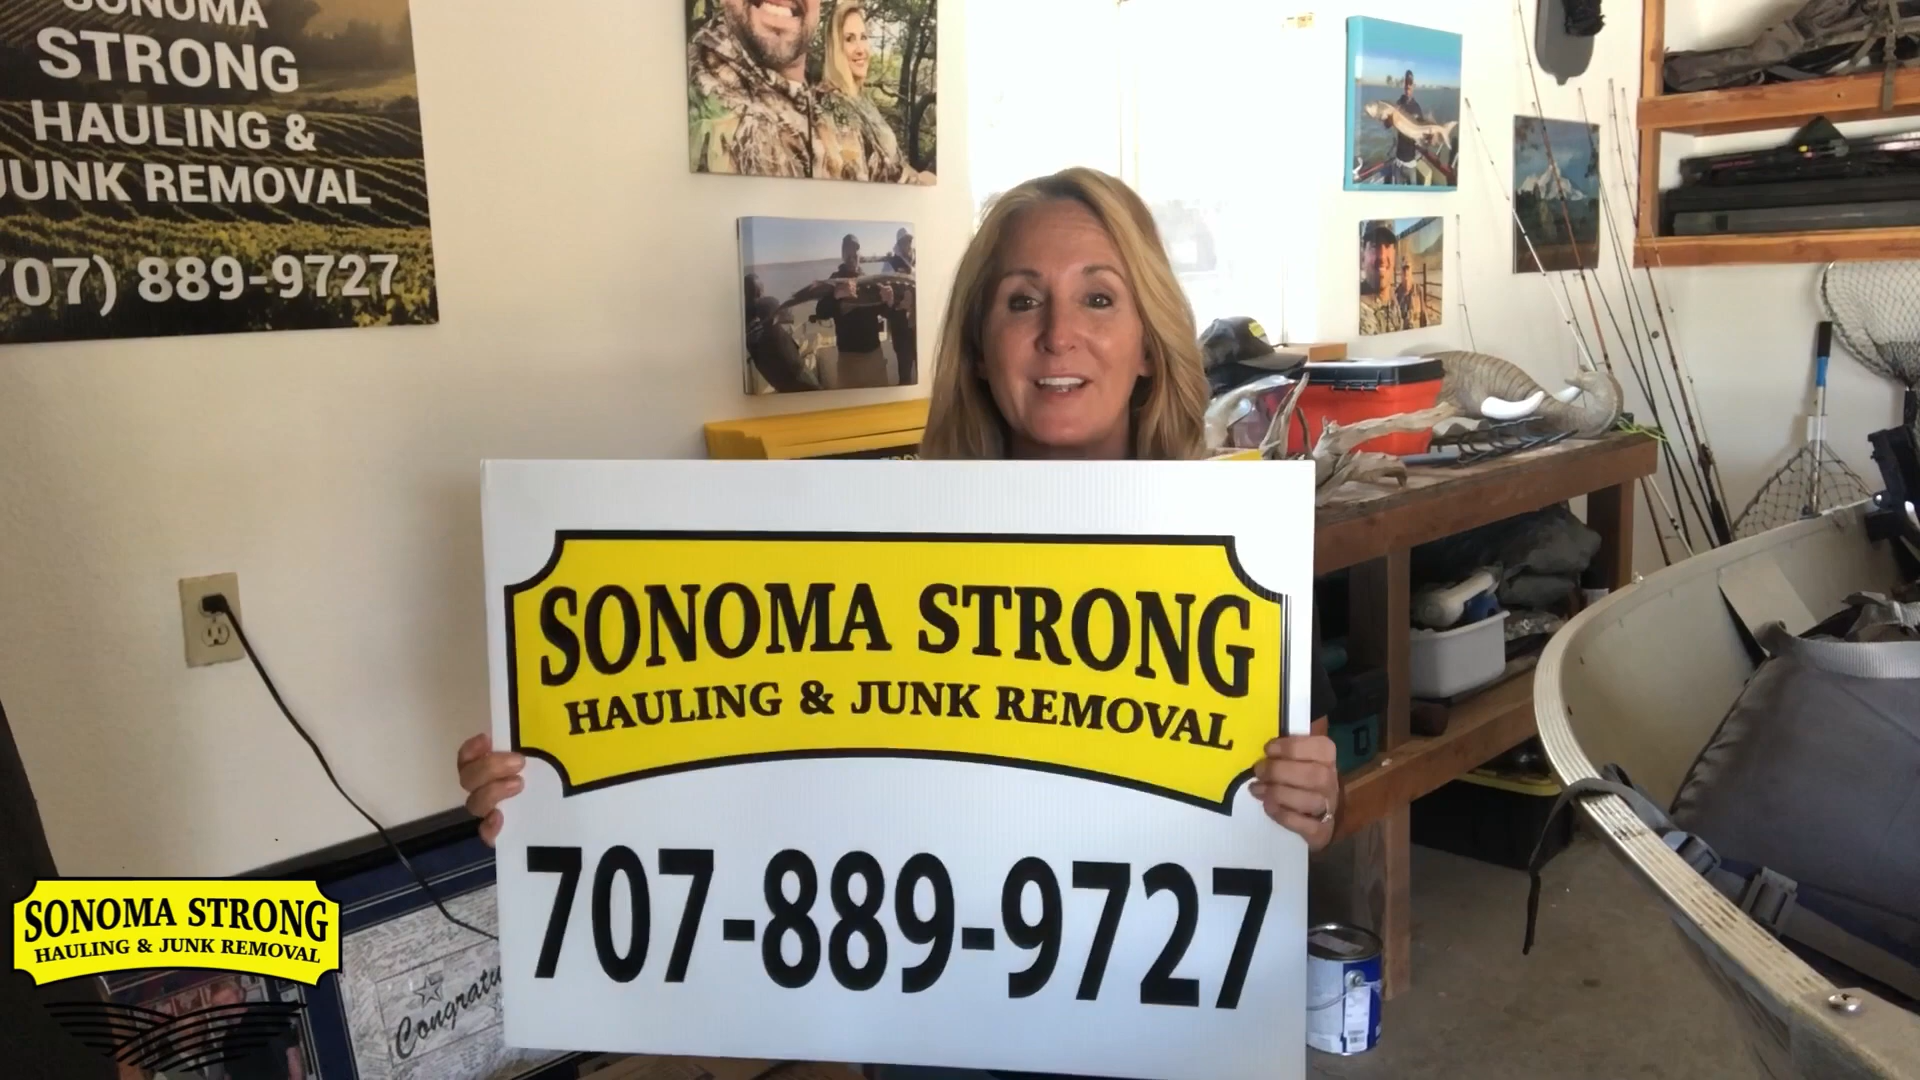 SONOMA
STRONG
HAULING &
JUNK REMOVAL
707) 889-9727
SONOMA STRONG
HAULING & JUNK REMOVAL
707-889-9727
SONOMA STRONG
HAULING & JUNK REMOVAL
Congratu